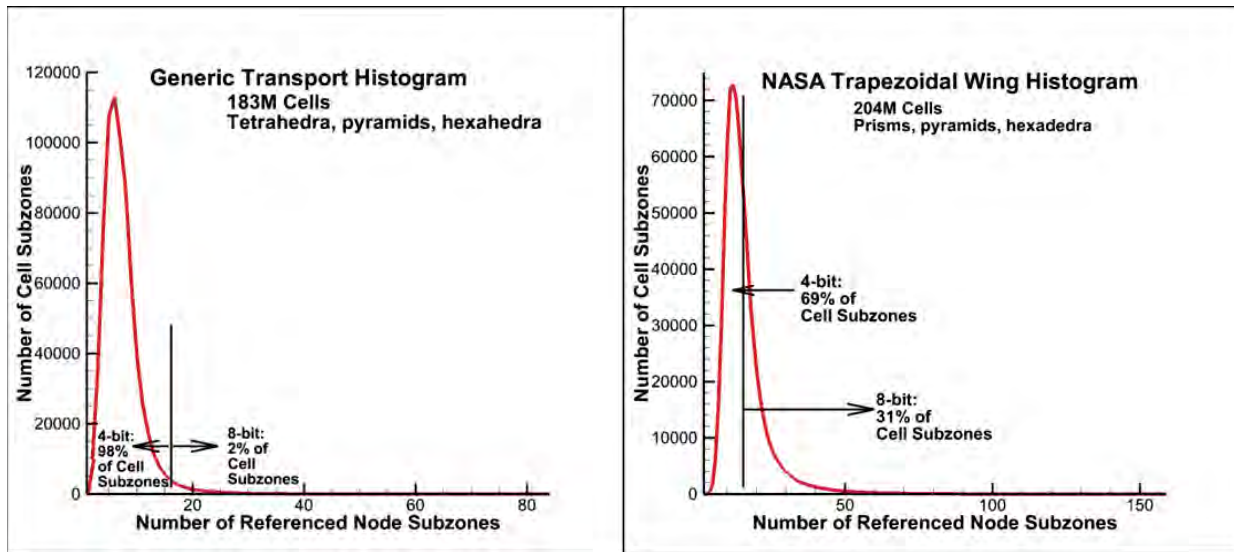 Generic Transport Histogram
183M Cells
Tetrahedra, pyramids, hexahedra
Number of Cell Subzones
120000
100000
80000
60000
40000
20000
0
4-bit:
98%
of Cell
Subzones
8-bit:
2% of
Cell
Subzones
20
40
60
80
Number of Referenced Node Subzones
NASA Trapezoidal Wing Histogram
204M Cells
Prisms, pyramids, hexadedra
Number of Cell Subzones
70000
60000
50000
40000
30000
20000
10000
0
4-bit:
69% of
Cell Subzones
8-bit:
31% of
Cell Subzones
50
100
150
Number of Referenced Node Subzones